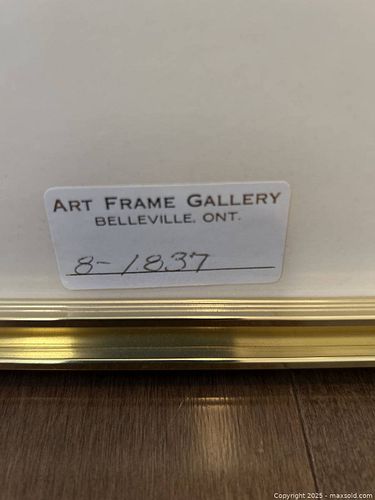 ART FRAME GALLERY
BELLEVILLE, ONT.
8-1837
Copyright 2025 - maxsold.com